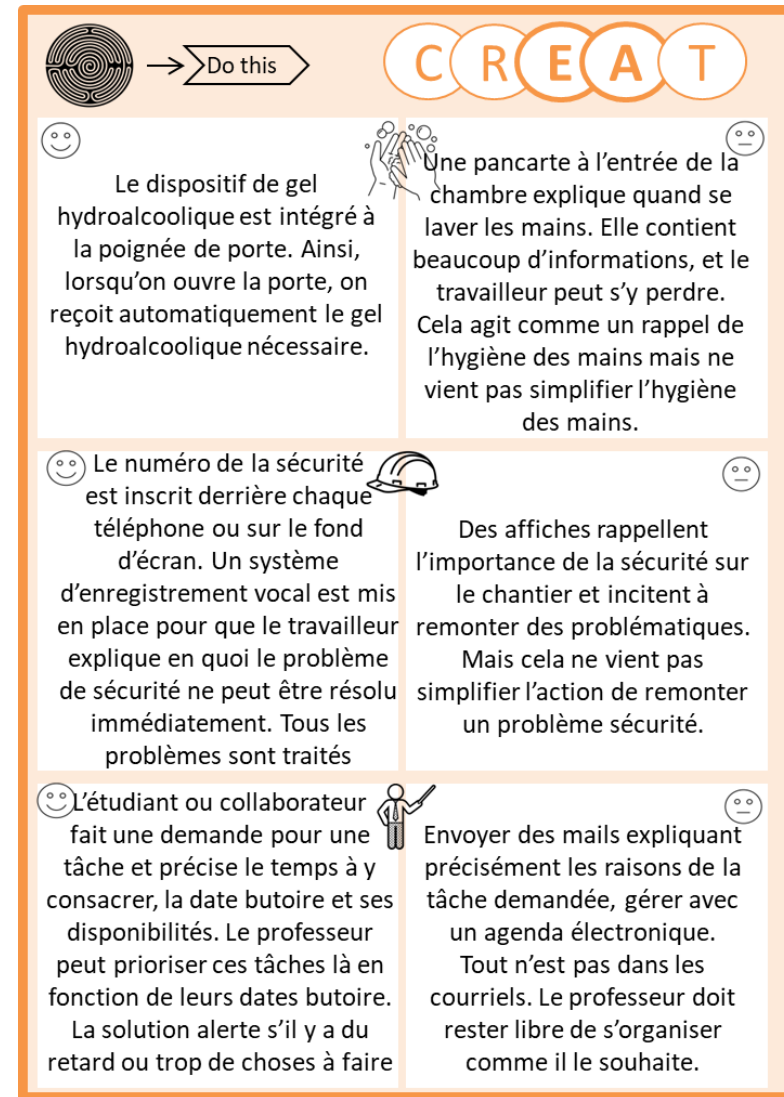 Do this
C R E A T
Le dispositif de gel
hydroalcoolique est intégré à
la poignée de porte. Ainsi,
lorsqu'on ouvre la porte, on
reçoit automatiquement le gel
hydroalcoolique nécessaire.
Une pancarte à l'entrée de la
chambre explique quand se
laver les mains. Elle contient
beaucoup d'informations, et le
travailleur peut s'y perdre.
Cela agit comme un rappel de
l'hygiène des mains mais ne
vient pas simplifier l'hygiène
des mains.
Le numéro de la sécurité
est inscrit derrière chaque
téléphone ou sur le fond
d'écran. Un système
d'enregistrement vocal est mis
en place pour que le travailleur
explique en quoi le problème
de sécurité ne peut être résolu
immédiatement. Tous les
problèmes sont traités
Des affiches rappellent
l'importance de la sécurité sur
le chantier et incitent à
remonter des problématiques.
Mais cela ne vient pas
simplifier l'action de remonter
un problème sécurité.
L'étudiant ou collaborateur
fait une demande pour une
tâche et précise le temps à y
consacrer, la date butoire et ses
disponibilités. Le professeur
peut prioriser ces tâches là en
fonction de leurs dates butoire.
La solution alerte s'il y a du
retard ou trop de choses à faire
Envoyer des mails expliquant
précisément les raisons de la
tâche demandée, gérer avec
un agenda électronique.
Tout n'est pas dans les
courriels. Le professeur doit
rester libre de s'organiser
comme il le souhaite.